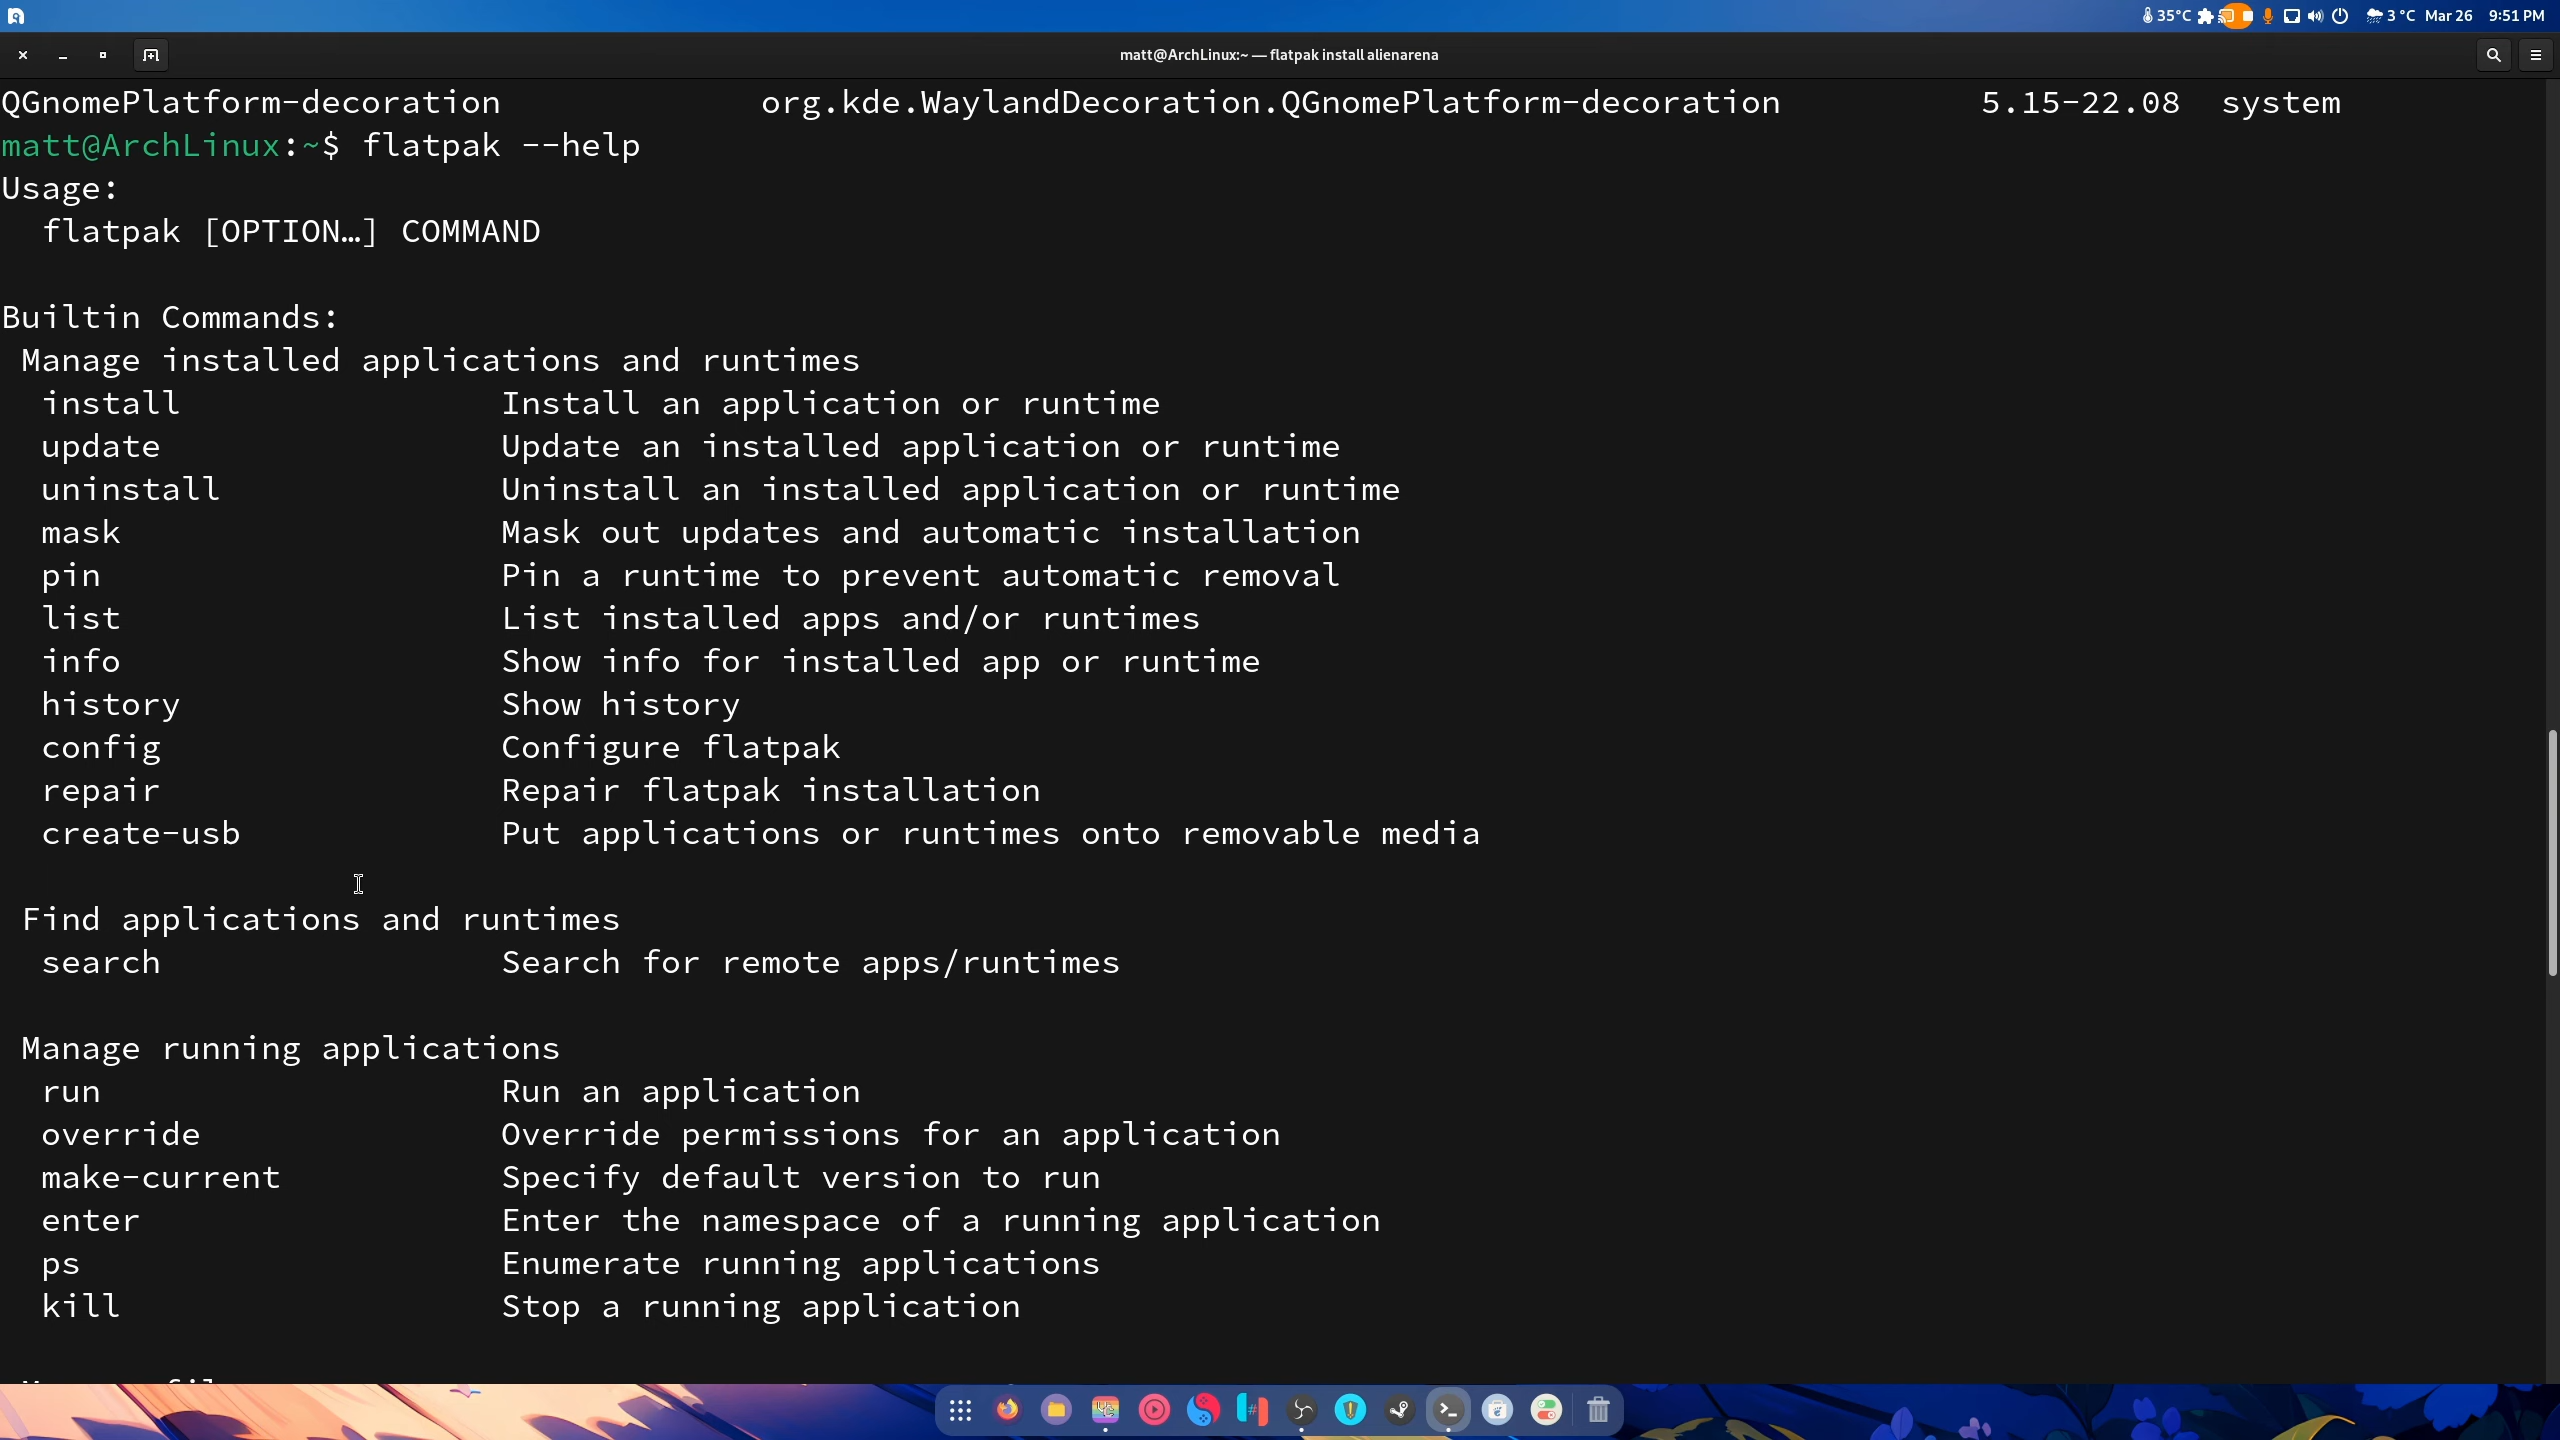 35°C 3 °C Mar 26 9:51 PM
matt@ArchLinux:~ — flatpak install alienarena
QGnomePlatform-decoration org.kde.WaylandDecoration.QGnomePlatform-decoration 5.15-22.08 system
matt@ArchLinux:~$ flatpak --help
Usage:
flatpak [OPTION…] COMMAND
Builtin Commands:
Manage installed applications and runtimes
install Install an application or runtime
update Update an installed application or runtime
uninstall Uninstall an installed application or runtime
mask Mask out updates and automatic installation
pin Pin a runtime to prevent automatic removal
list List installed apps and/or runtimes
info Show info for installed app or runtime
history Show history
config Configure flatpak
repair Repair flatpak installation
create-usb Put applications or runtimes onto removable media
Find applications and runtimes
search Search for remote apps/runtimes
Manage running applications
run Run an application
override Override permissions for an application
make-current Specify default version to run
enter Enter the namespace of a running application
ps Enumerate running applications
kill Stop a running application